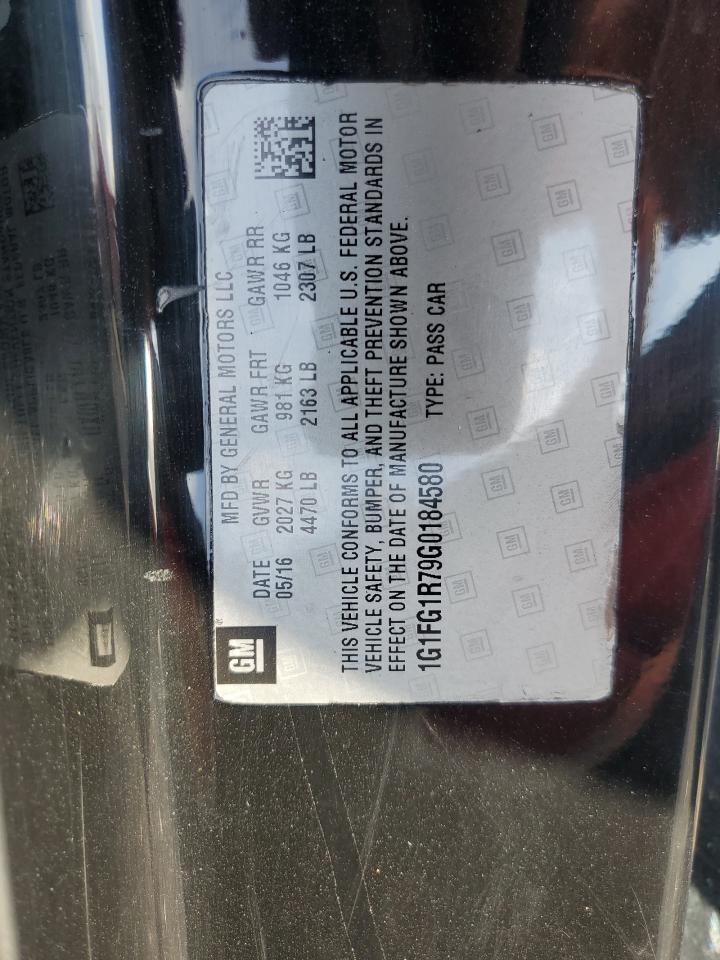 GM
MFD BY GENERAL MOTORS LLC
DATE GVWR GAWR FRT GAWR RR
05/16 2027 KG 981 KG 1046 KG
4470 LB 2163 LB 2307 LB
THIS VEHICLE CONFORMS TO ALL APPLICABLE U.S. FEDERAL MOTOR
VEHICLE SAFETY, BUMPER, AND THEFT PREVENTION STANDARDS IN
EFFECT ON THE DATE OF MANUFACTURE SHOWN ABOVE.
1G1FG1R79G0184580 TYPE: PASS CAR